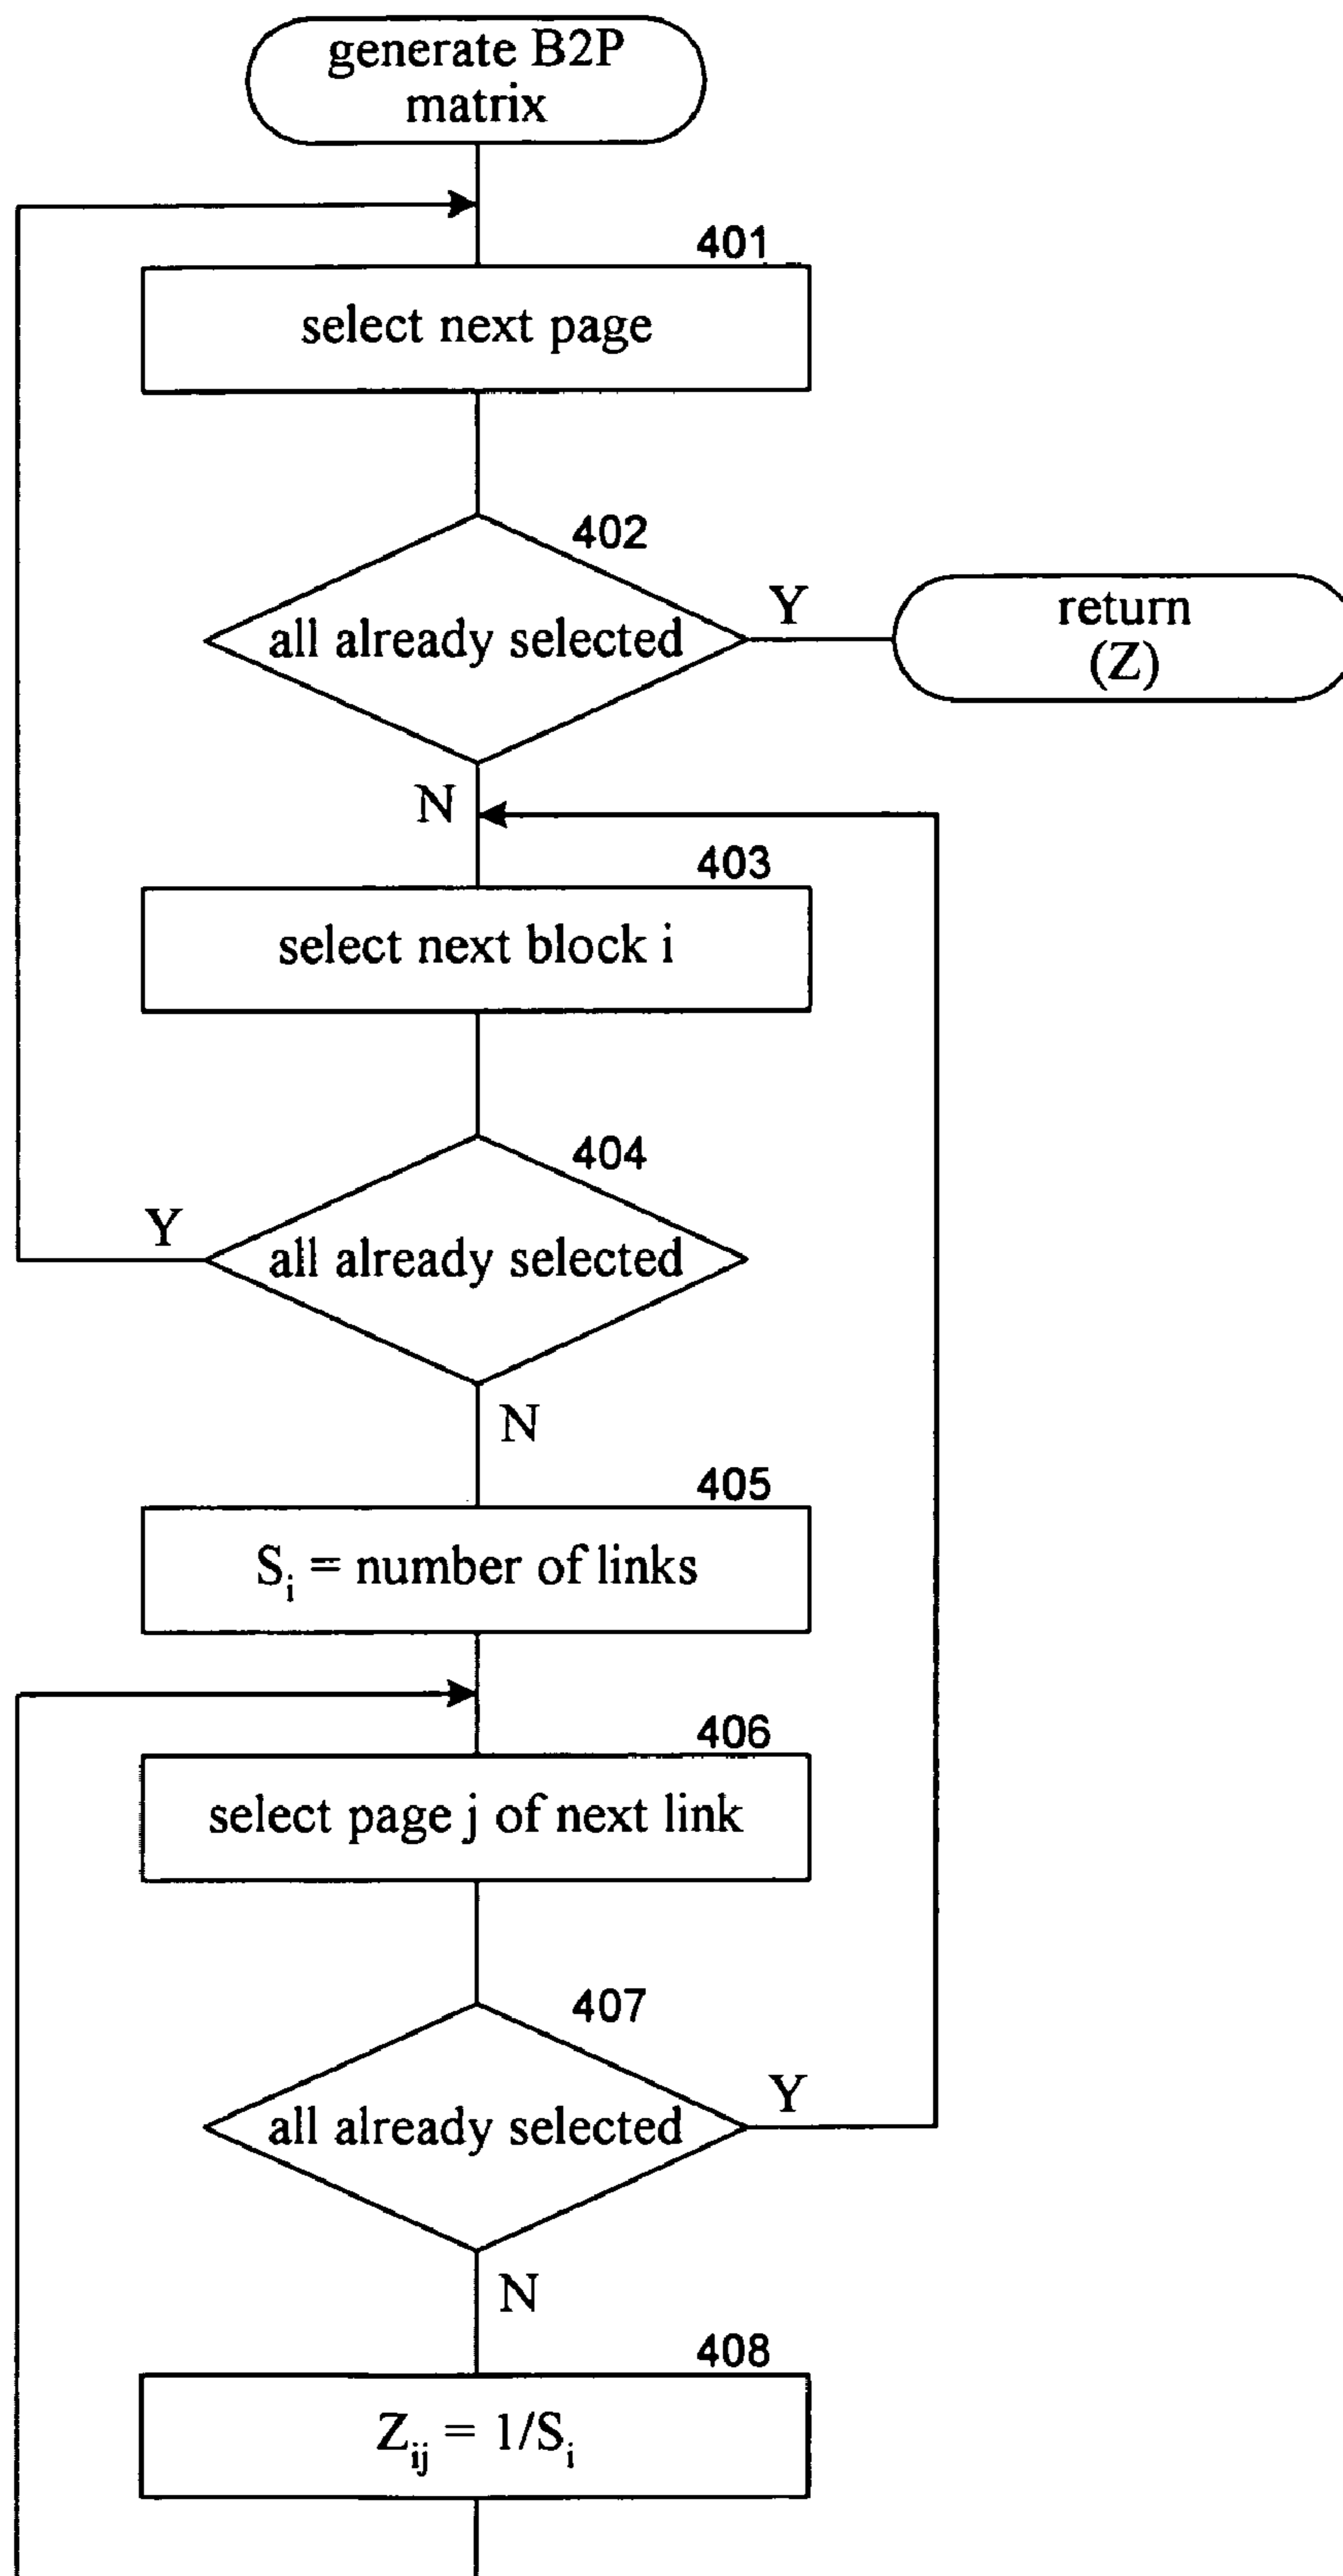 generate B2P
matrix
401
select next page
402
all already selected
Y
return
(Z)
N
403
select next block i
404
Y
all already selected
N
405
Sᵢ = number of links
406
select page j of next link
407
all already selected
Y
N
408
Zᵢⱼ = 1/Sᵢ